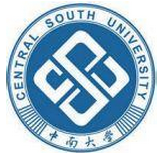 CENTRAL SOUTH UNIVERSITY
中南大学